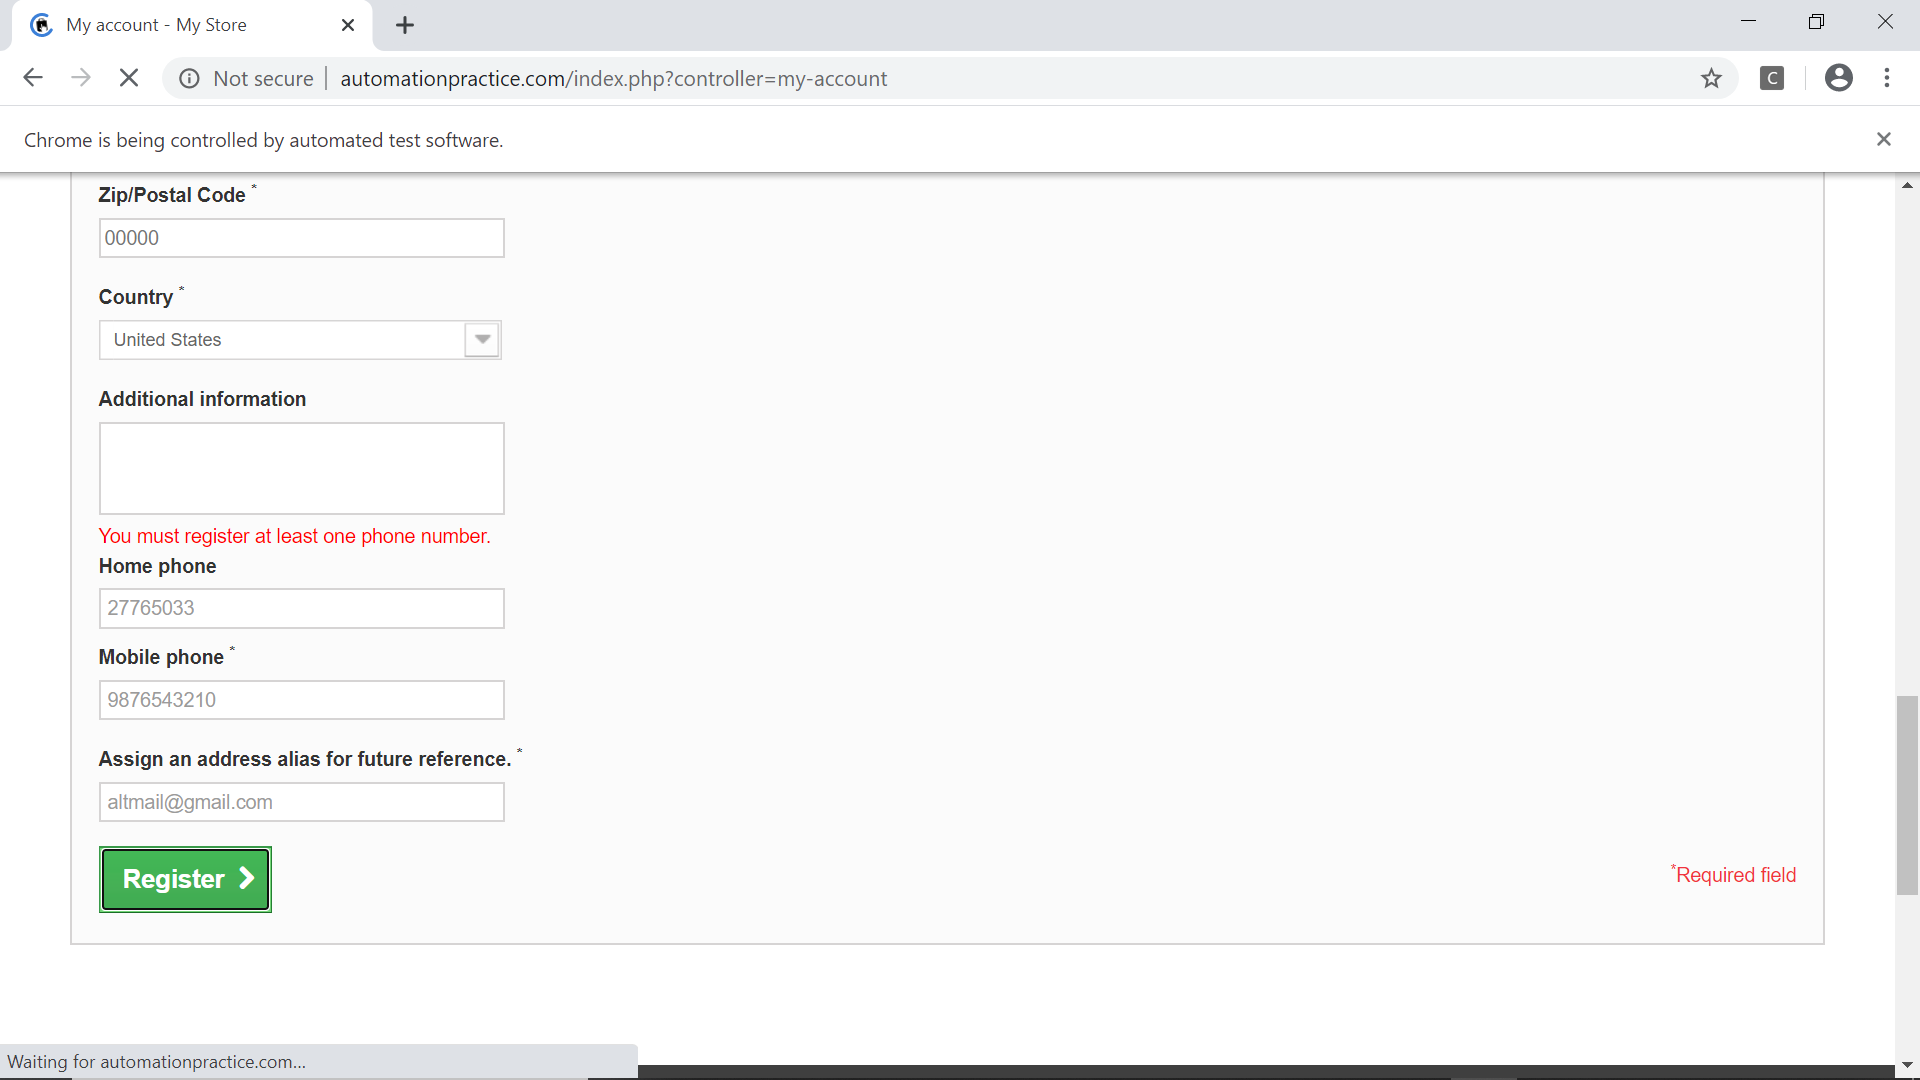 My account - My Store
Not secure
automationpractice.com/index.php?controller=my-account
C
Chrome is being controlled by automated test software.
Zip/Postal Code *
00000
Country *
United States
Additional information
You must register at least one phone number.
Home phone
27765033
Mobile phone *
9876543210
Assign an address alias for future reference. *
altmail@gmail.com
Register
*Required field
Waiting for automationpractice.com...